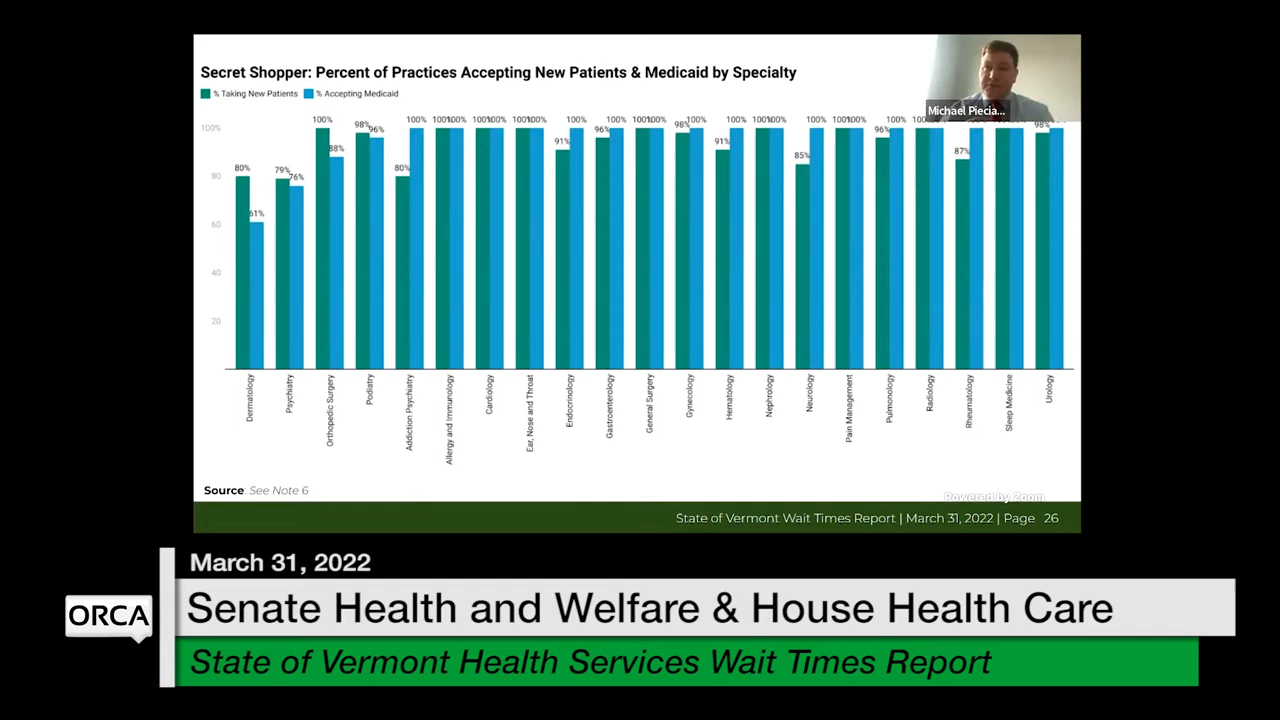 Secret Shopper: Percent of Practices Accepting New Patients & Medicaid by Specialty
% Taking New Patients % Accepting Medicaid
Michael Piecia...
100% 80 60 40 20
80% 61% 79% 76% 100% 88% 98% 96% 80% 100% 100% 100% 100% 100% 100% 100% 91% 100% 96% 100% 100% 100% 98% 100% 91% 100% 100% 100% 85% 100% 100% 100% 96% 100% 87% 100% 98%
Dermatology
Psychiatry
Orthopedic Surgery
Podiatry
Addiction Psychiatry
Allergy and Immunology
Cardiology
Ear, Nose and Throat
Endocrinology
Gastroenterology
General Surgery
Gynecology
Hematology
Nephrology
Neurology
Pain Management
Pulmonology
Radiology
Rheumatology
Sleep Medicine
Urology
Source: See Note 6
Powered by Zoom
State of Vermont Wait Times Report | March 31, 2022 | Page 26
March 31, 2022
ORCA
Senate Health and Welfare & House Health Care
State of Vermont Health Services Wait Times Report